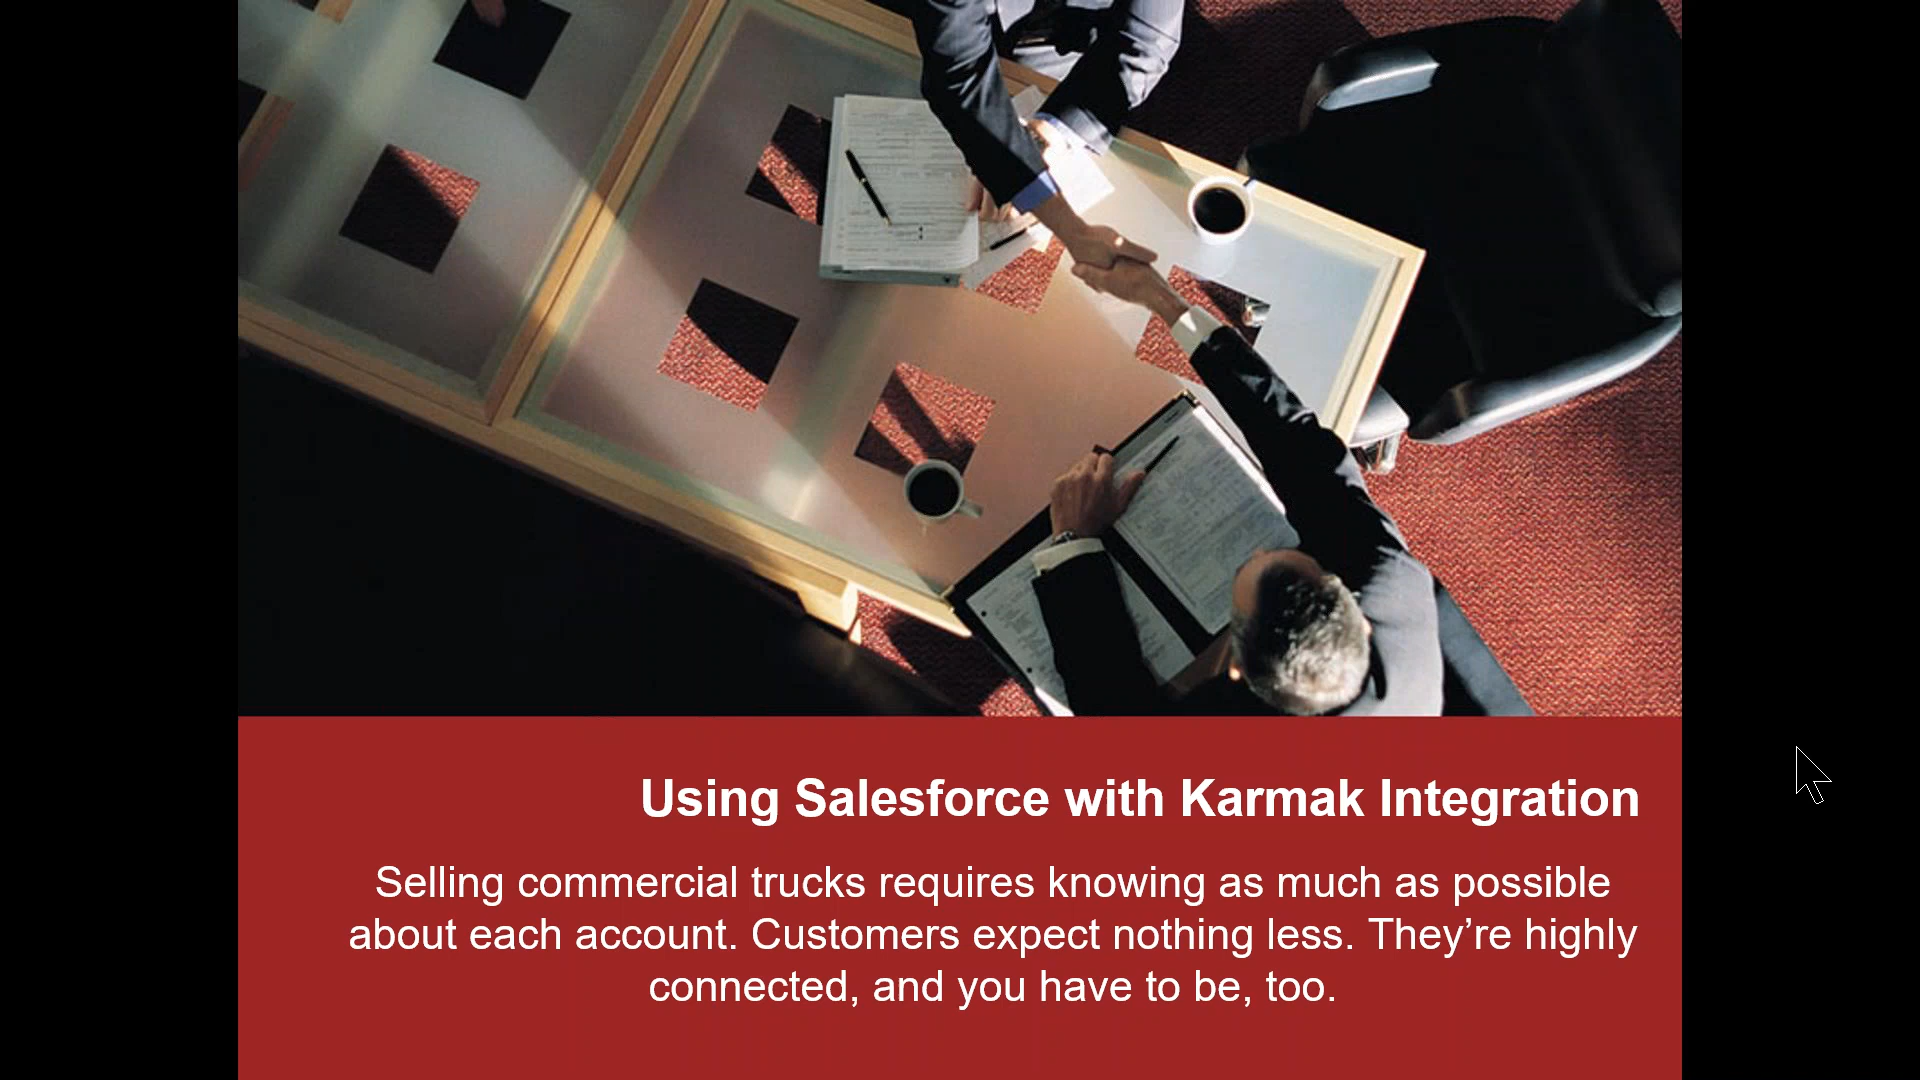 Using Salesforce with Karmak Integration
Selling commercial trucks requires knowing as much as possible
about each account. Customers expect nothing less. They’re highly
connected, and you have to be, too.